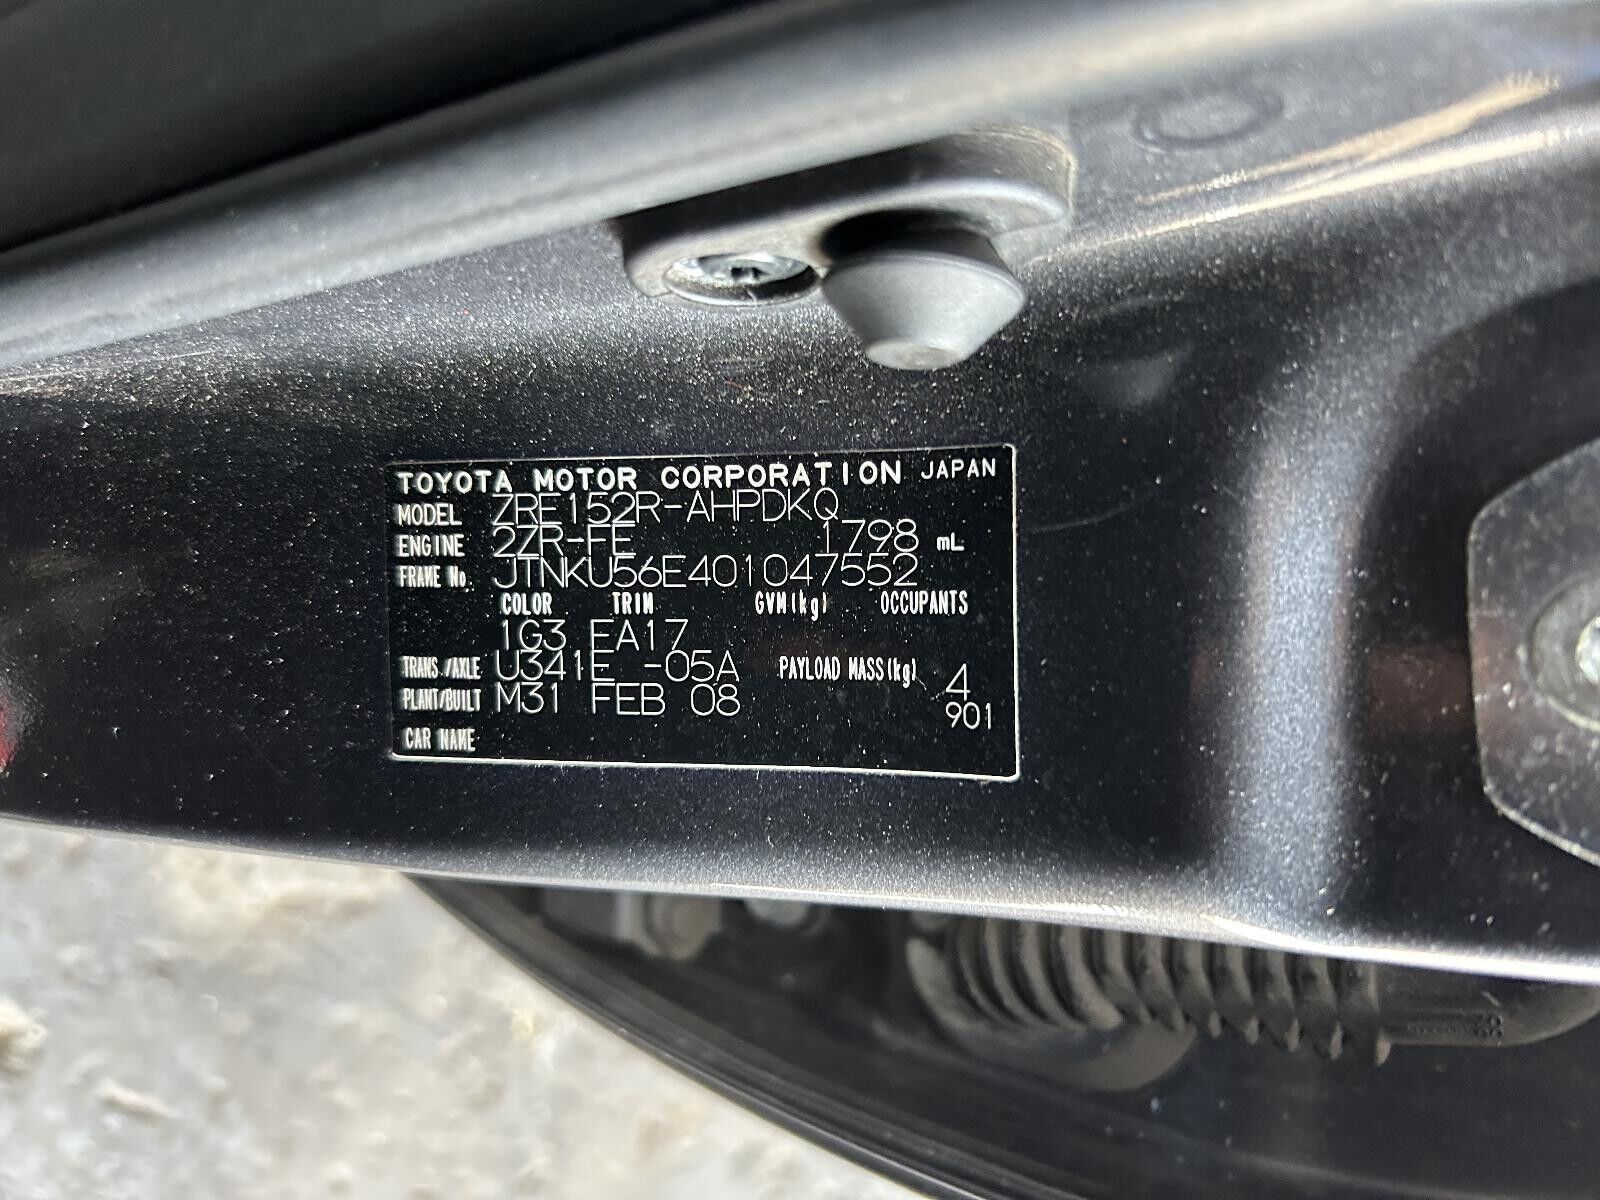 TOYOTA MOTOR CORPORATION JAPAN
MODEL ZRE152R-AHPDKQ
ENGINE 2ZR-FE 1798 mL
FRAME No. JTNKU56E401047552
COLOR TRIM GVM(kg) OCCUPANTS
1G3 EA17
TRANS./AXLE U341E -05A PAYLOAD MASS(kg) 4
PLANT/BUILT M31 FEB 08 901
CAR NAME